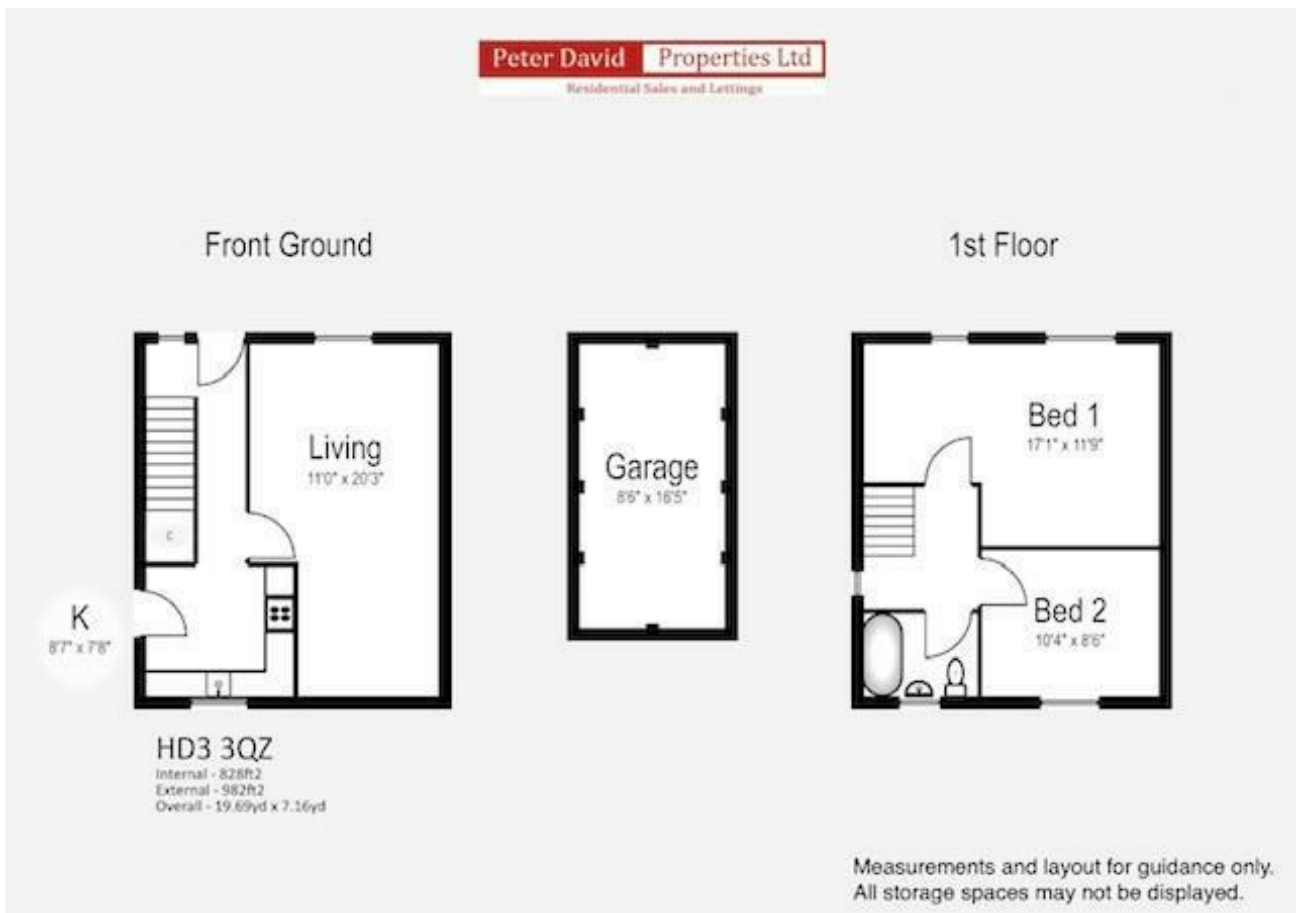 Peter David Properties Ltd
Residential Sales and Lettings
Front Ground
1st Floor
Living
11'0" x 20'3"
Garage
8'6" x 16'5"
Bed 1
17'1" x 11'9"
K
8'7" x 7'8"
C
Bed 2
10'4" x 8'6"
HD3 3QZ
Internal - 828ft2
External - 982ft2
Overall - 19.69yd x 7.16yd
Measurements and layout for guidance only.
All storage spaces may not be displayed.